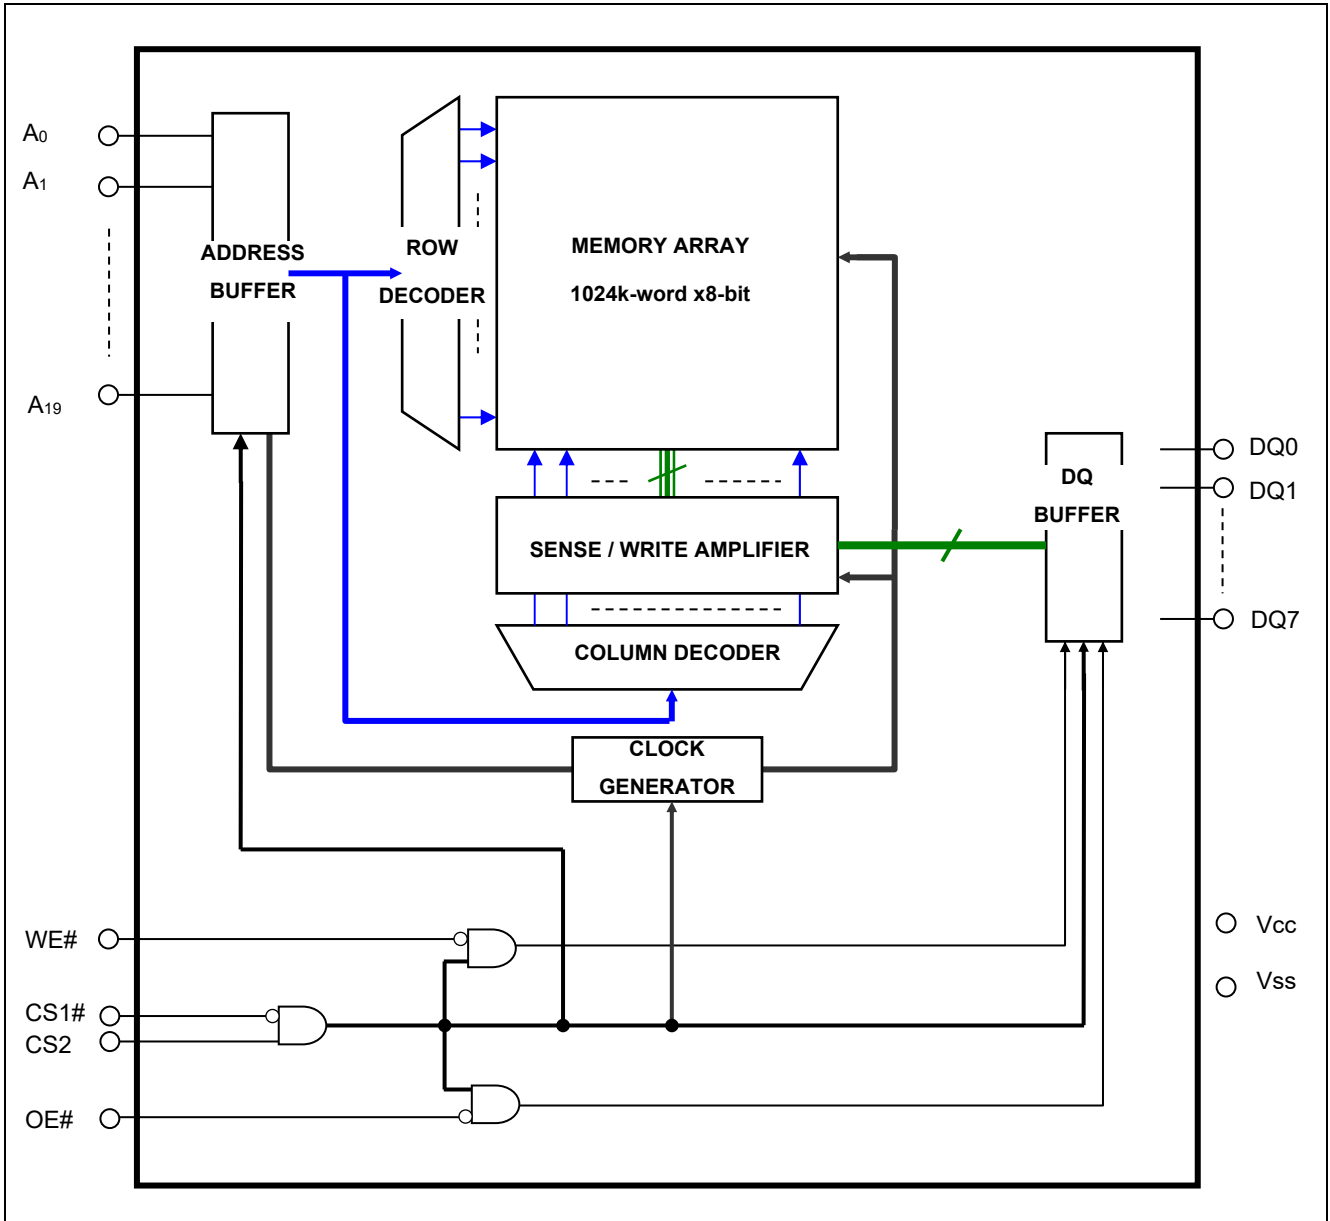 A0
A1
ADDRESS
BUFFER
A19
ROW
DECODER
MEMORY ARRAY
1024k-word x8-bit
SENSE / WRITE AMPLIFIER
COLUMN DECODER
CLOCK
GENERATOR
DQ
BUFFER
DQ0
DQ1
DQ7
WE#
CS1#
CS2
OE#
Vcc
Vss